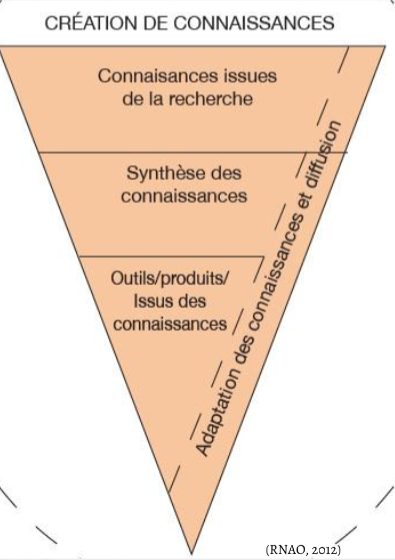 CRÉATION DE CONNAISSANCES
Connaisances issues
de la recherche
Synthèse des
connaissances
Outils/produits/
Issus des
connaissances
Adaptation des connaissances et diffusion
(RNAO, 2012)